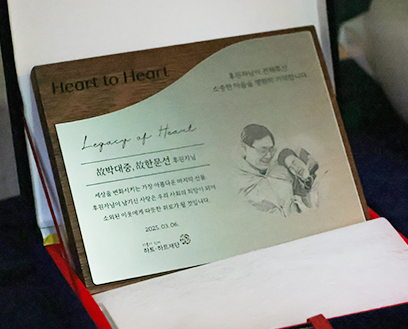 Heart to Heart
후원자님이 전해주신
소중한 마음을 영원히 기억합니다.
Legacy of Heart
故박대중, 故한문선 후원자님
세상을 변화시키는 가장 아름다운 마지막 선물
후원자님이 남기신 사랑은 우리 사회의 희망이 되어
소외된 이웃에게 따뜻한 위로가 될 것입니다.
2025. 03. 06.
하트-하트재단